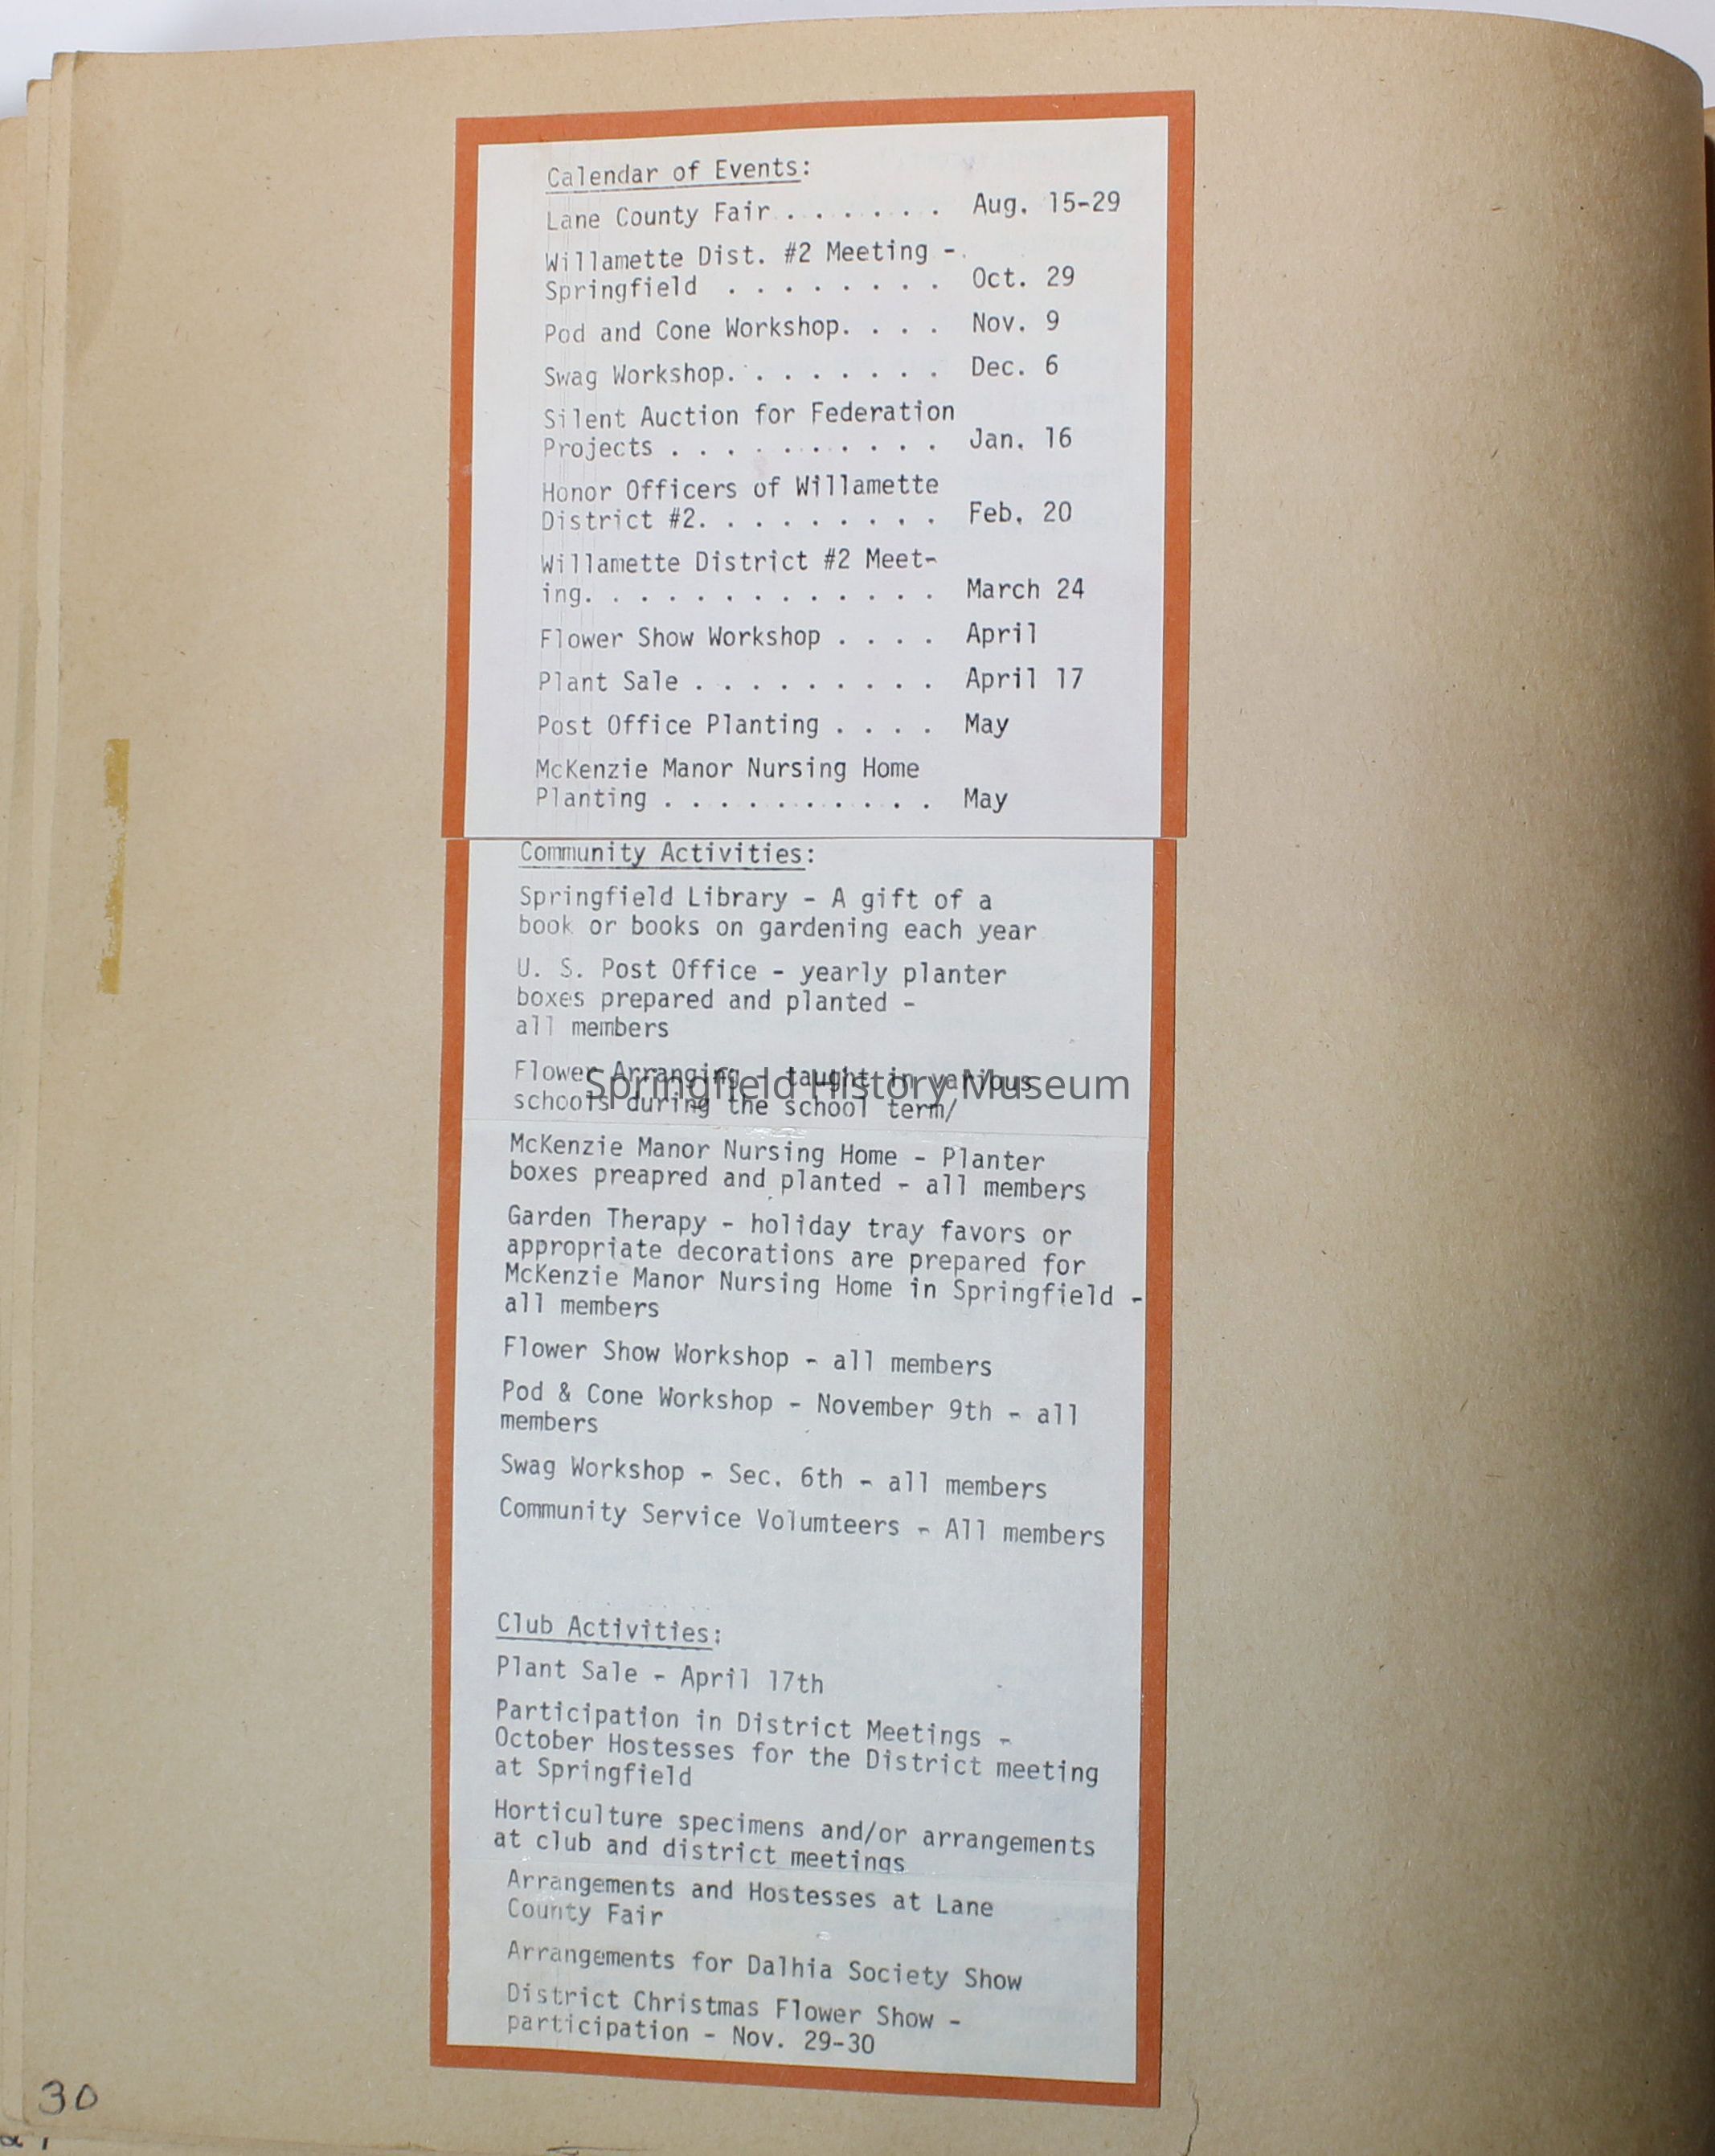 Calendar of Events:
Lane County Fair . . . . . . Aug. 15-29
Willamette Dist. #2 Meeting -
Springfield . . . . . . . . Oct. 29
Pod and Cone Workshop. . . . Nov. 9
Swag Workshop. . . . . . . . Dec. 6
Silent Auction for Federation
Projects . . . . . . . . . . Jan. 16
Honor Officers of Willamette
District #2. . . . . . . . . Feb. 20
Willamette District #2 Meet-
ing. . . . . . . . . . . . . March 24
Flower Show Workshop . . . . April
Plant Sale . . . . . . . . . April 17
Post Office Planting . . . . May
McKenzie Manor Nursing Home
Planting . . . . . . . . . . May
Community Activities:
Springfield Library - A gift of a
book or books on gardening each year
U. S. Post Office - yearly planter
boxes prepared and planted -
all members
Flower Arranging - taught in various
schools during the school term/
Springfield History Museum
McKenzie Manor Nursing Home - Planter
boxes preapred and planted - all members
Garden Therapy - holiday tray favors or
appropriate decorations are prepared for
McKenzie Manor Nursing Home in Springfield -
all members
Flower Show Workshop - all members
Pod & Cone Workshop - November 9th - all
members
Swag Workshop - Sec. 6th - all members
Community Service Volumteers - All members
Club Activities:
Plant Sale - April 17th
Participation in District Meetings -
October Hostesses for the District meeting
at Springfield
Horticulture specimens and/or arrangements
at club and district meetings
Arrangements and Hostesses at Lane
County Fair
Arrangements for Dalhia Society Show
District Christmas Flower Show -
participation - Nov. 29-30
30